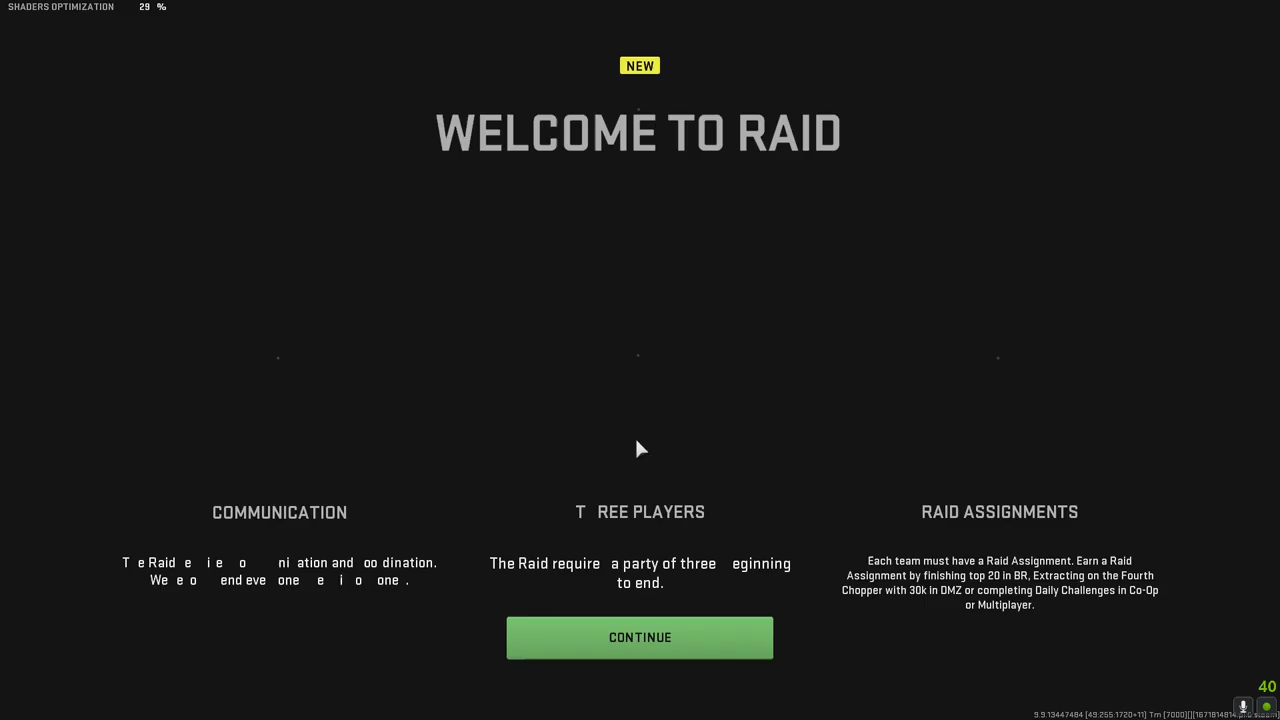 SHADERS OPTIMIZATION 29 %
NEW
WELCOME TO RAID
COMMUNICATION
T e Raid e i e o ni ation and oo dination.
We e o end eve one e i o one .
T REE PLAYERS
The Raid require a party of three eginning
to end.
RAID ASSIGNMENTS
Each team must have a Raid Assignment. Earn a Raid
Assignment by finishing top 20 in BR, Extracting on the Fourth
Chopper with 30k in DMZ or completing Daily Challenges in Co-Op
or Multiplayer.
CONTINUE
40